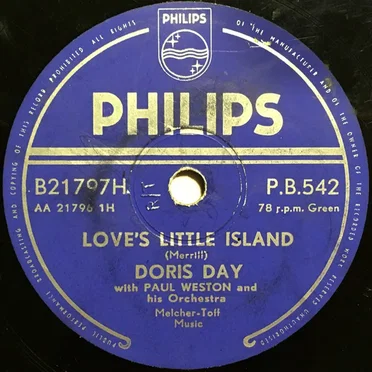 PHILIPS
PHILIPS
B21797H
P.B.542
AA 21796 1H
78 r.p.m. Green
LOVE'S LITTLE ISLAND
(Merrill)
DORIS DAY
with PAUL WESTON and
his Orchestra
Melcher-Toff
Music